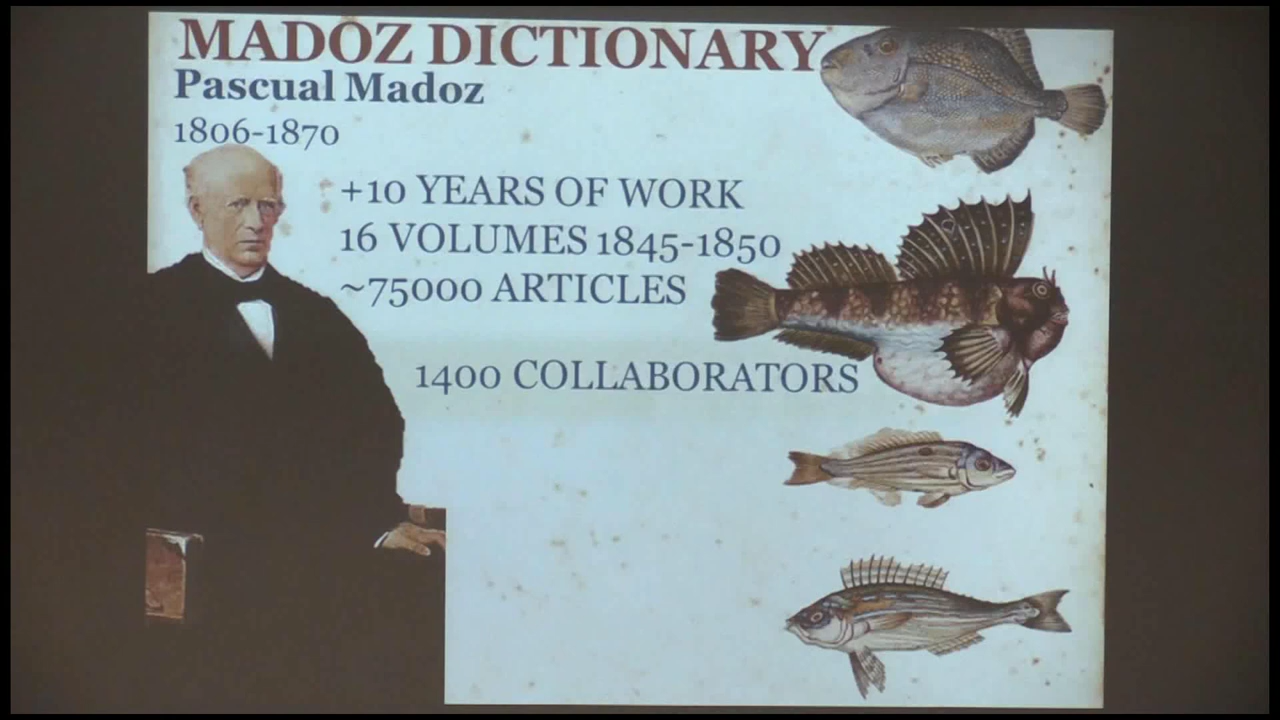 MADOZ DICTIONARY
Pascual Madoz
1806-1870
+10 YEARS OF WORK
16 VOLUMES 1845-1850
~75000 ARTICLES
1400 COLLABORATORS